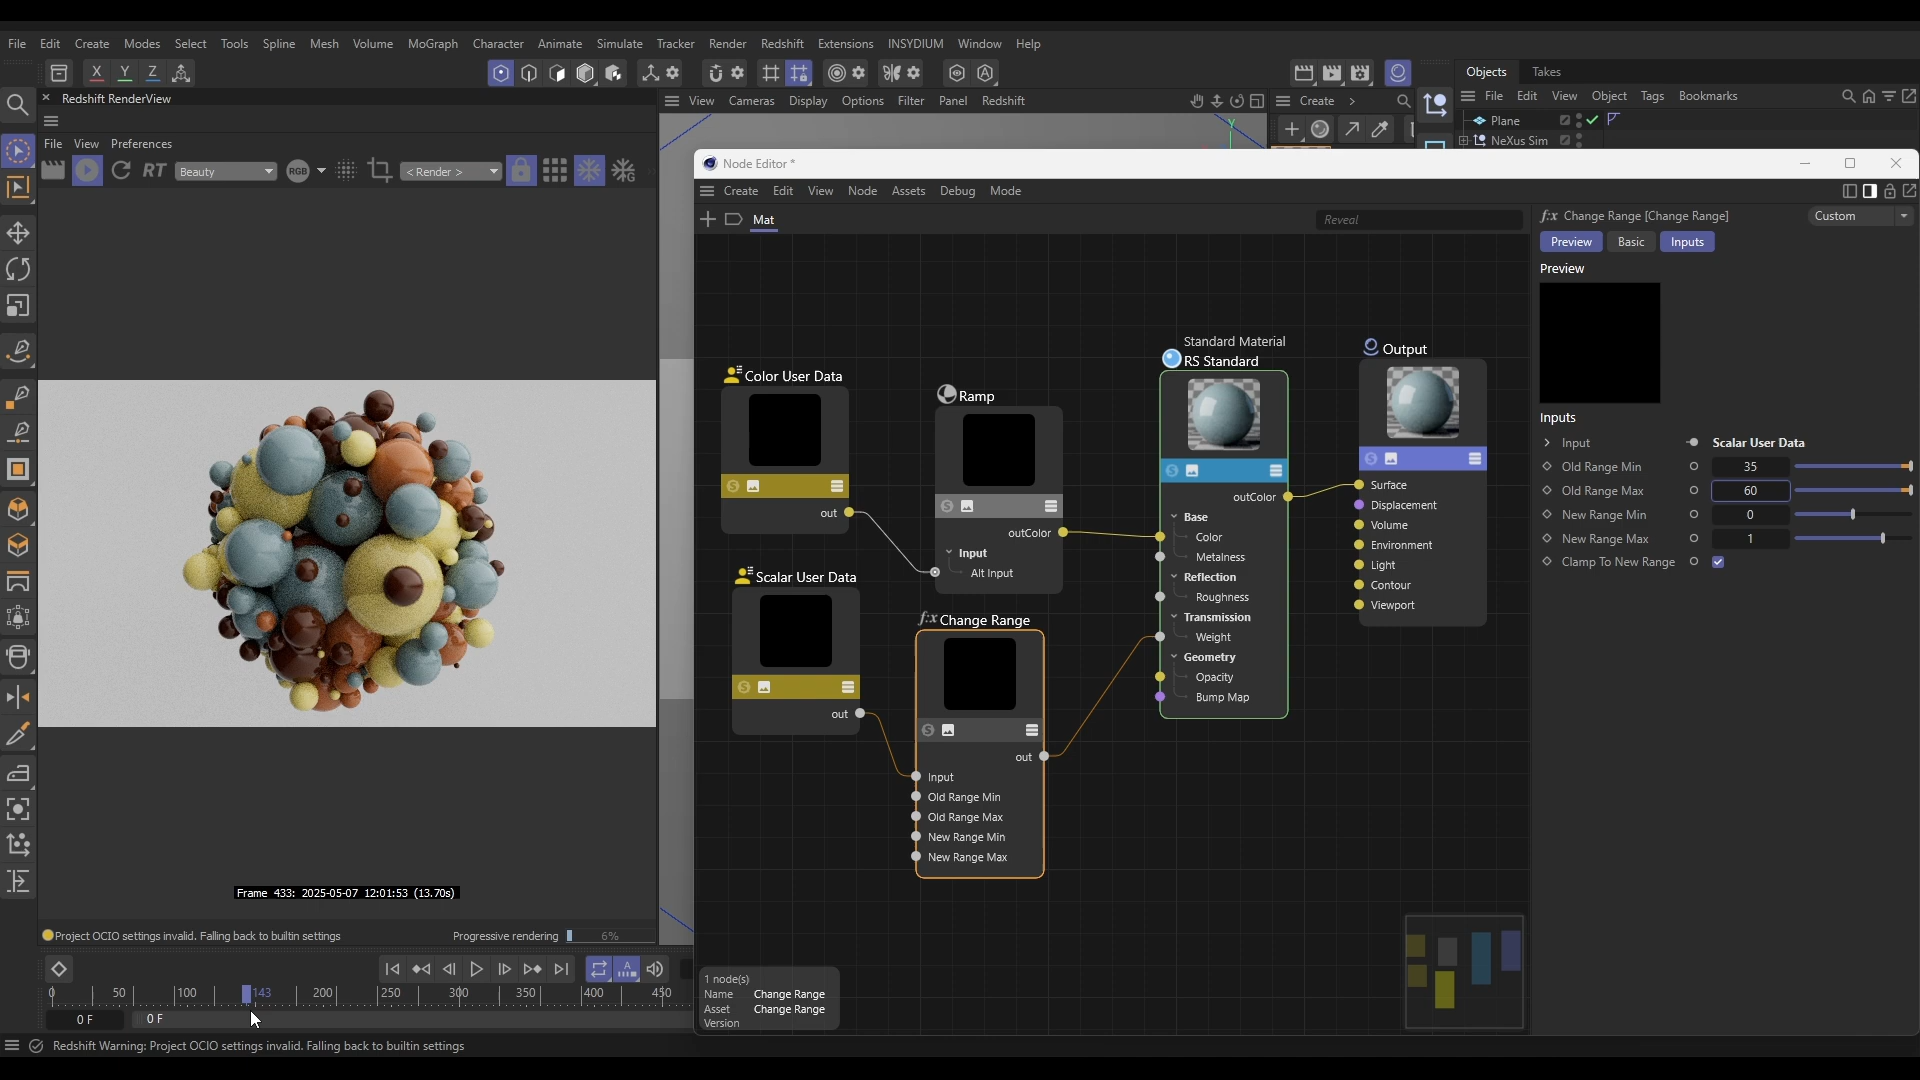 File Edit Create Modes Select Tools Spline Mesh Volume MoGraph Character Animate Simulate Tracker Render Redshift Extensions INSYDIUM Window Help
X Y Z
Objects Takes
Redshift RenderView
View Cameras Display Options Filter Panel Redshift
Create
File Edit View Object Tags Bookmarks
Plane
NeXus Sim
File View Preferences
RT Beauty RGB < Render >
Y
Node Editor *
Create Edit View Node Assets Debug Mode
Mat
Reveal
f:x Change Range [Change Range]
Custom
Preview Basic Inputs
Preview
Inputs
Input Scalar User Data
Old Range Min 35
Old Range Max 60
New Range Min 0
New Range Max 1
Clamp To New Range
Color User Data
out
Scalar User Data
out
Ramp
outColor
Input
Alt Input
f:x Change Range
out
Input
Old Range Min
Old Range Max
New Range Min
New Range Max
Standard Material
RS Standard
outColor
Base
Color
Metalness
Reflection
Roughness
Transmission
Weight
Geometry
Opacity
Bump Map
Output
Surface
Displacement
Volume
Environment
Light
Contour
Viewport
1 node(s)
Name Change Range
Asset Change Range
Version
Frame 433: 2025-05-07 12:01:53 (13.70s)
Project OCIO settings invalid. Falling back to builtin settings
Progressive rendering 6%
0 50 100 143 200 250 300 350 400 450
0 F 0 F
Redshift Warning: Project OCIO settings invalid. Falling back to builtin settings